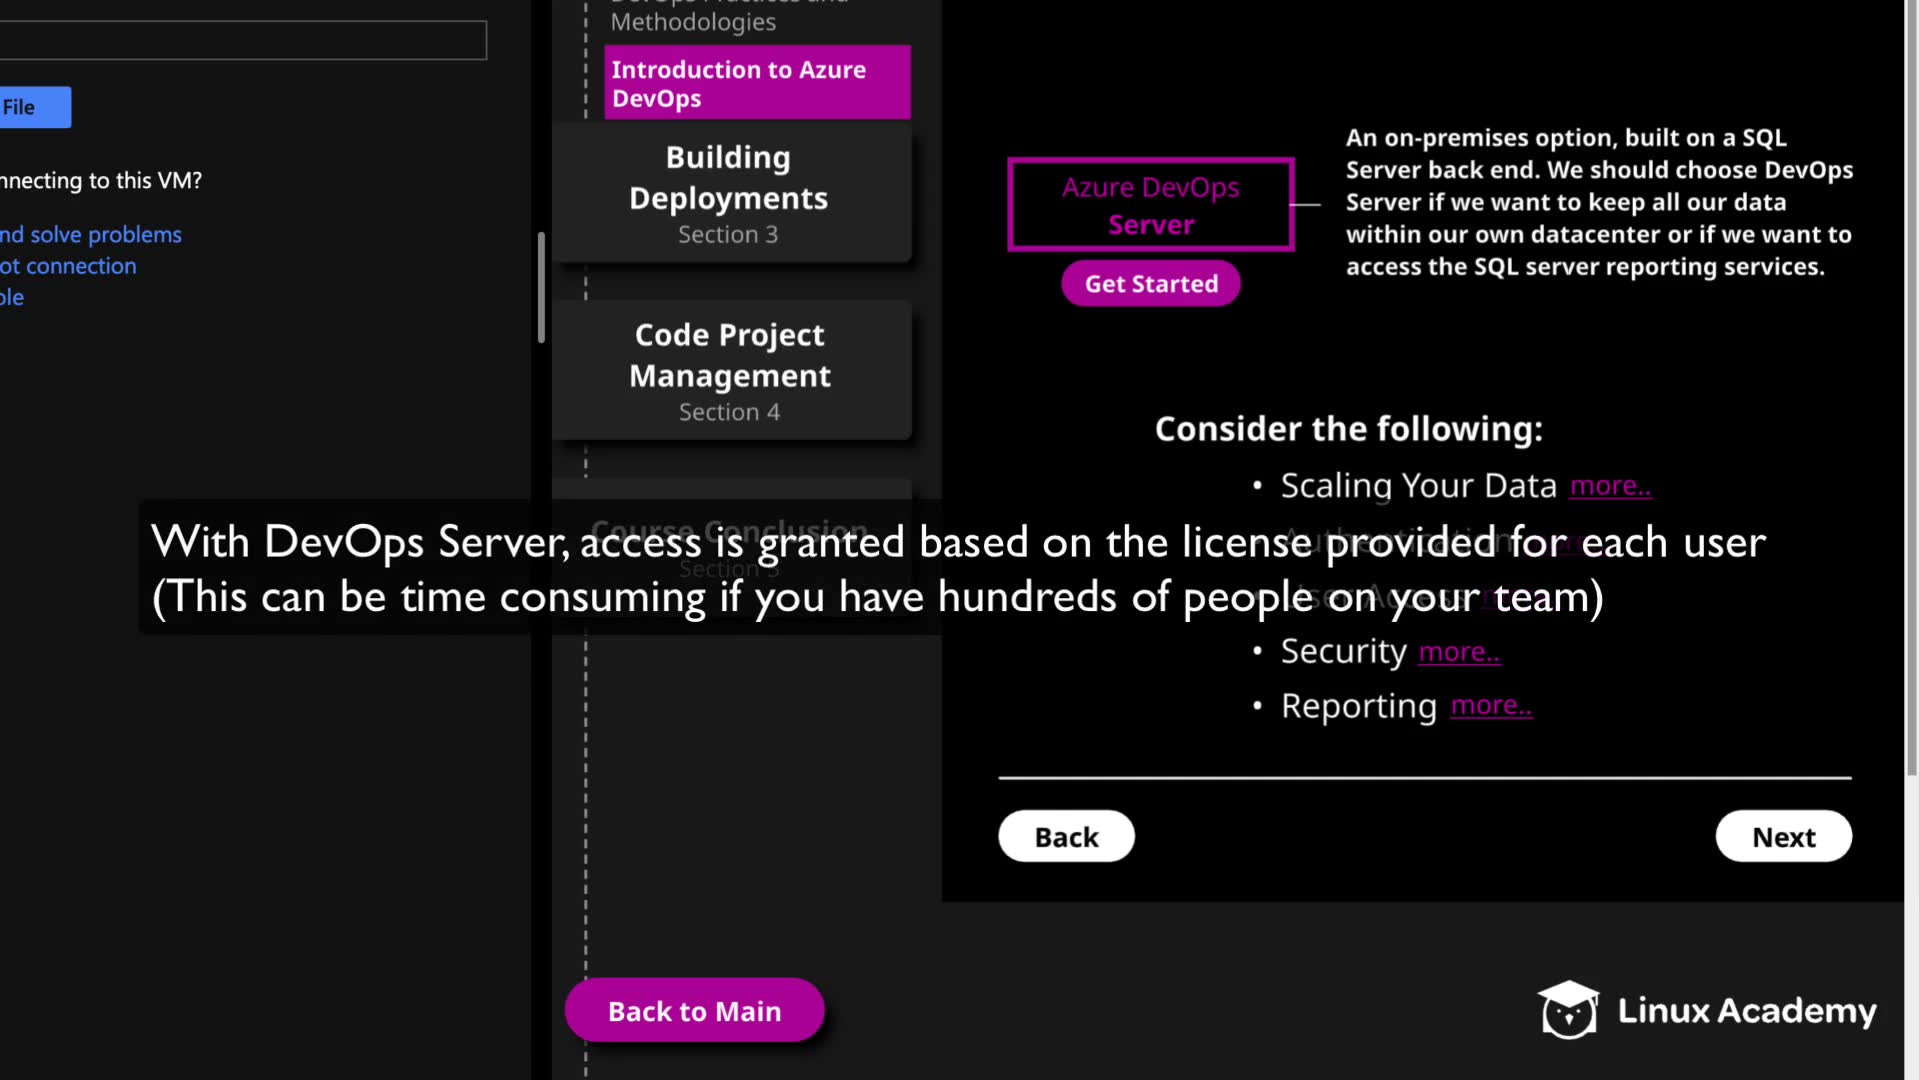 File
nnecting to this VM?
nd solve problems
ot connection
ole
Methodologies
Introduction to Azure
DevOps
Building
Deployments
Section 3
Code Project
Management
Section 4
Course Conclusion
Section 5
Azure DevOps
Server
Get Started
An on-premises option, built on a SQL
Server back end. We should choose DevOps
Server if we want to keep all our data
within our own datacenter or if we want to
access the SQL server reporting services.
Consider the following:
• Scaling Your Data more..
Authentication
User Access
• Security more..
• Reporting more..
With DevOps Server, access is granted based on the license provided for each user
(This can be time consuming if you have hundreds of people on your team)
Back
Next
Back to Main
Linux Academy